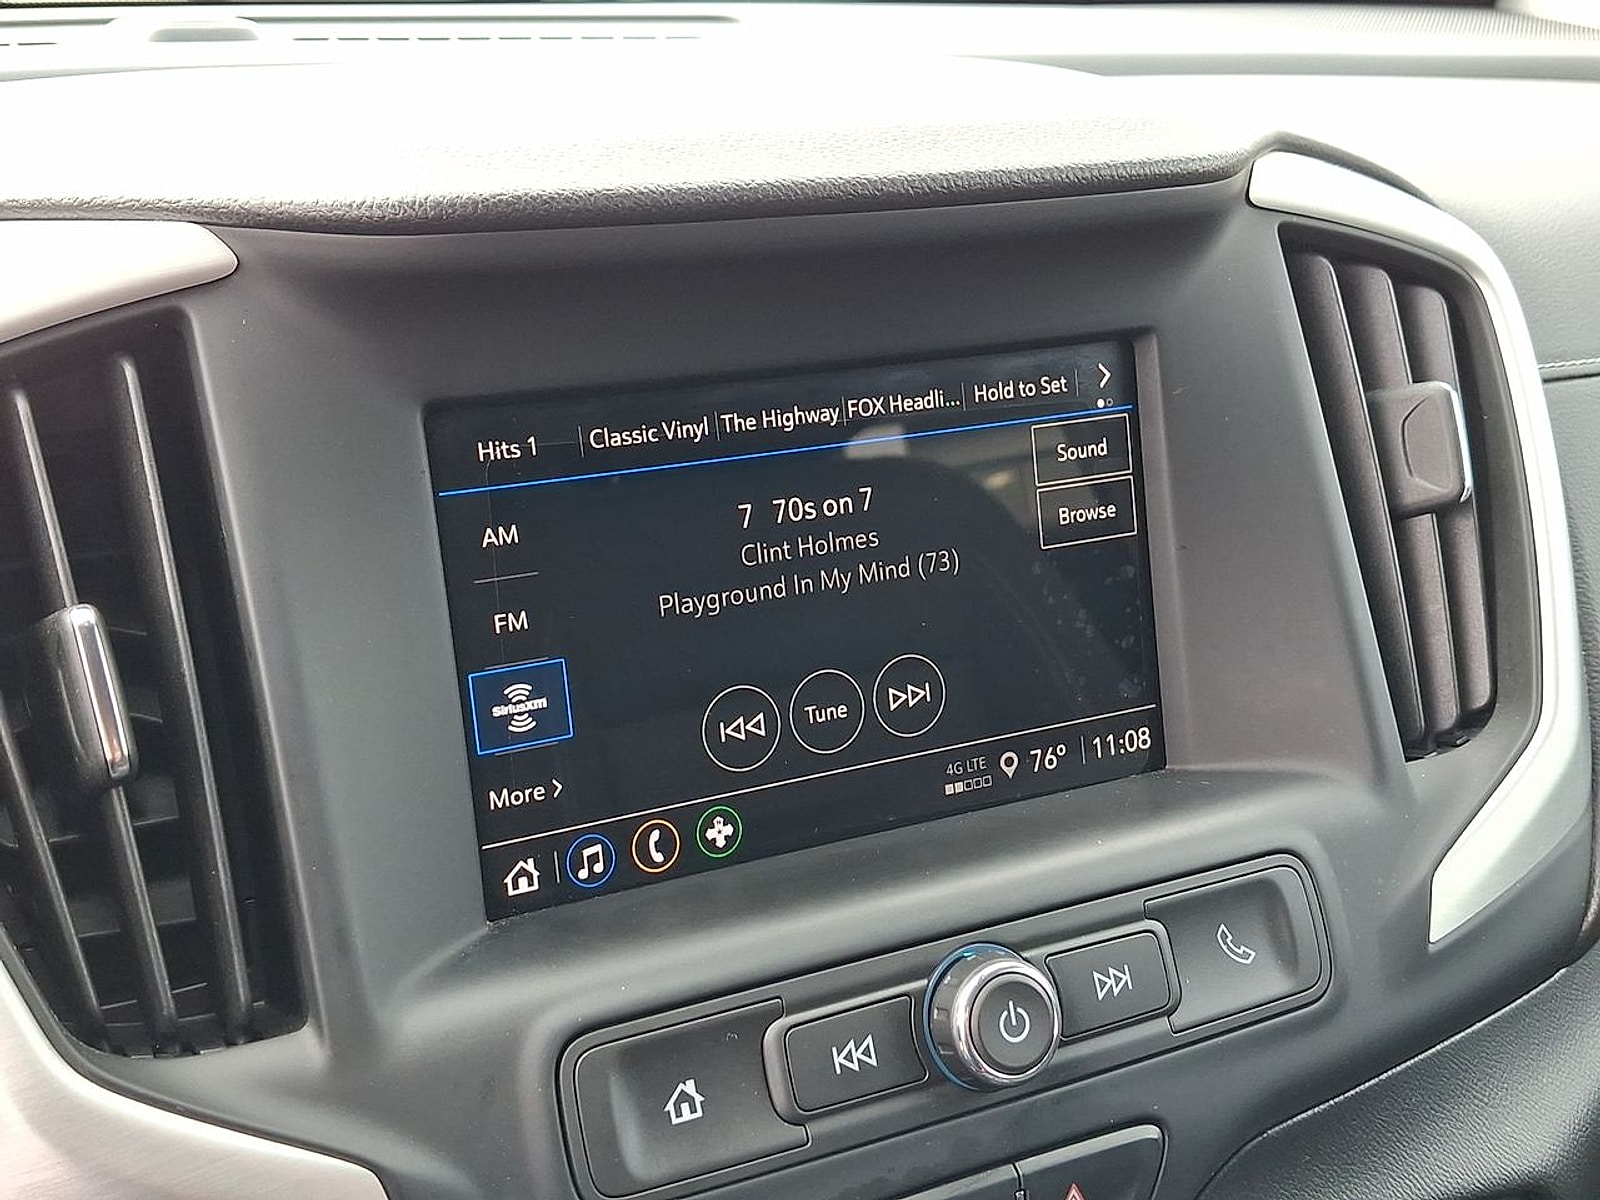 Hits 1 Classic Vinyl The Highway FOX Headli... Hold to Set
Sound
AM
7 70s on 7
Browse
Clint Holmes
Playground In My Mind (73)
FM
SiriusXM
Tune
4G LTE 76° 11:08
More